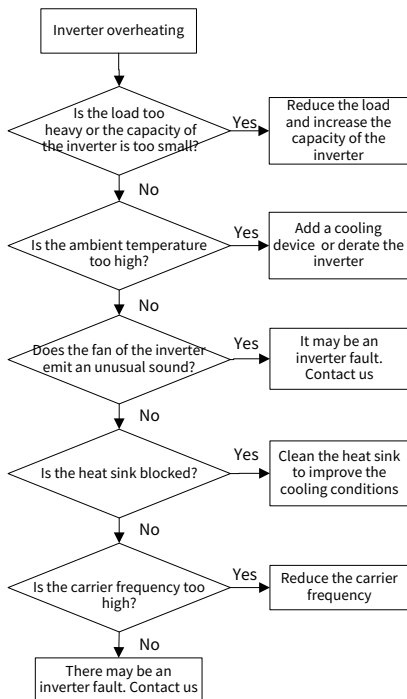 Inverter overheating
Is the load too
heavy or the capacity of
the inverter is too small?
Yes
Reduce the load
and increase the
capacity of the
inverter
No
Is the ambient temperature
too high?
Yes
Add a cooling
device or derate the
inverter
No
Does the fan of the inverter
emit an unusual sound?
Yes
It may be an
inverter fault.
Contact us
No
Is the heat sink blocked?
Yes
Clean the heat sink
to improve the
cooling conditions
No
Is the carrier frequency too
high?
Yes
Reduce the carrier
frequency
No
There may be an
inverter fault. Contact us